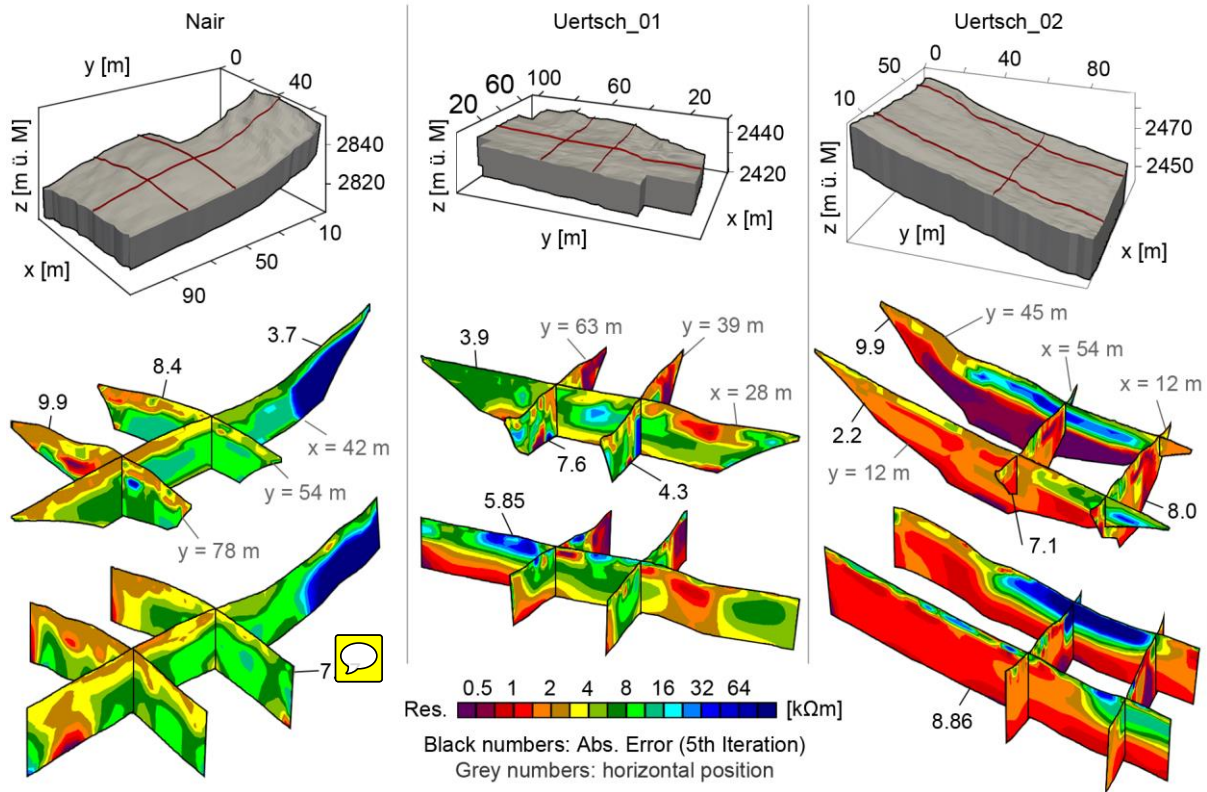 Nair
Uertsch_01
Uertsch_02
y [m]
0
40
2840
2820
z [m ü. M]
x [m]
10
50
90
20
60
100
60
20
2440
2420
z [m ü. M]
x [m]
y [m]
10
50
0
40
80
2470
2450
z [m ü. M]
y [m]
x [m]
3.7
8.4
9.9
x = 42 m
y = 54 m
y = 78 m
7.
3.9
y = 63 m
y = 39 m
x = 28 m
7.6
4.3
5.85
y = 45 m
9.9
x = 54 m
x = 12 m
2.2
y = 12 m
8.0
7.1
8.86
0.5 1 2 4 8 16 32 64
Res. [kΩm]
Black numbers: Abs. Error (5th Iteration)
Grey numbers: horizontal position